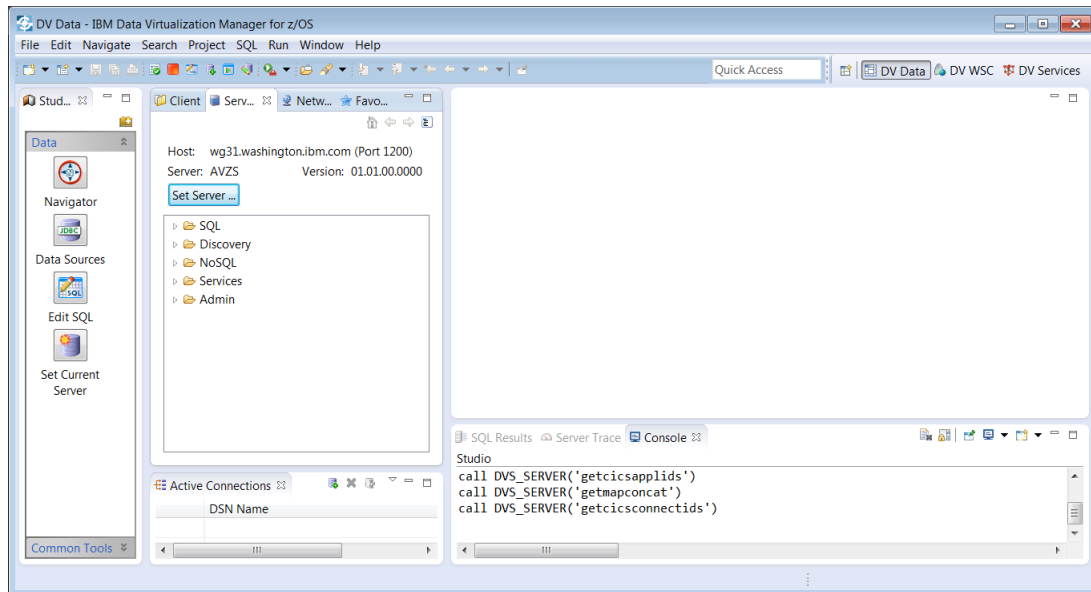 DV Data - IBM Data Virtualization Manager for z/OS
File Edit Navigate Search Project SQL Run Window Help
Quick Access
DV Data DV WSC DV Services
Stud...
Data
Navigator
JDBC
Data Sources
SQL
Edit SQL
Set Current
Server
Common Tools
Client Serv... Netw... Favo...
Host: wg31.washington.ibm.com (Port 1200)
Server: AVZS Version: 01.01.00.0000
Set Server ...
SQL
Discovery
NoSQL
Services
Admin
Active Connections
DSN Name
SQL Results Server Trace Console
Studio
call DVS_SERVER('getcicsapplids')
call DVS_SERVER('getmapconcat')
call DVS_SERVER('getcicsconnectids')